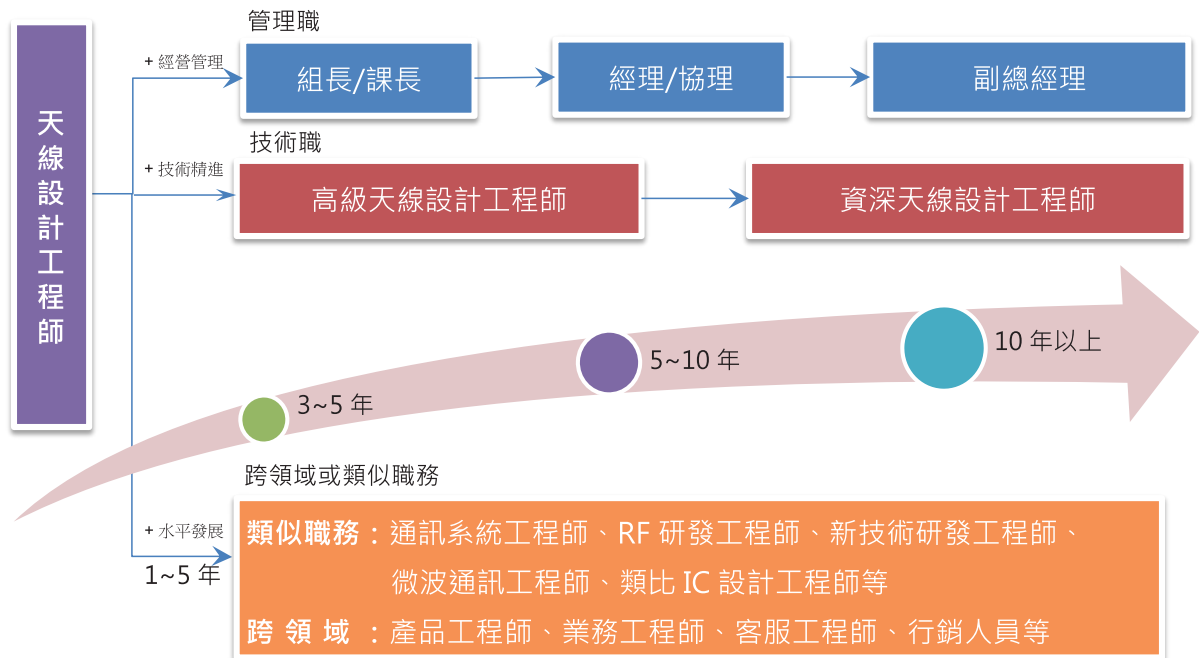 天線設計工程師
管理職
+ 經營管理
組長/課長
經理/協理
副總經理
技術職
+ 技術精進
高級天線設計工程師
資深天線設計工程師
10 年以上
5~10 年
3~5 年
跨領域或類似職務
+ 水平發展
1~5 年
類似職務：通訊系統工程師、RF 研發工程師、新技術研發工程師、
微波通訊工程師、類比 IC 設計工程師等
跨 領 域 ：產品工程師、業務工程師、客服工程師、行銷人員等